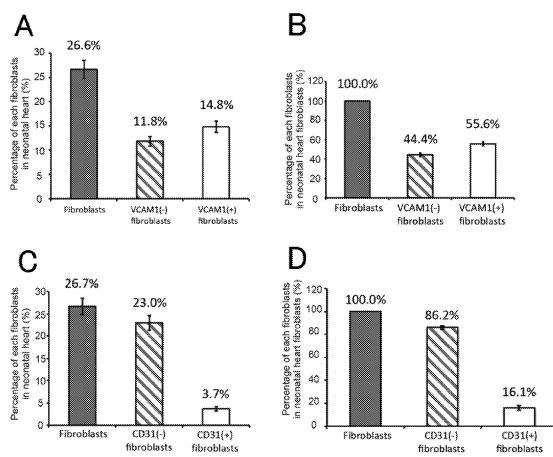 A
Percentage of each fibroblasts
in neonatal heart (%)
30
25
20
15
10
5
0
26.6%
11.8%
14.8%
Fibroblasts
VCAM1(-)
fibroblasts
VCAM1(+)
fibroblasts
B
Percentage of each fibroblasts
in neonatal heart fibroblasts (%)
120
100
80
60
40
20
0
100.0%
44.4%
55.6%
Fibroblasts
VCAM1(-)
fibroblasts
VCAM1(+)
fibroblasts
C
Percentage of each fibroblasts
in neonatal heart (%)
30
25
20
15
10
5
0
26.7%
23.0%
3.7%
Fibroblasts
CD31(-)
fibroblasts
CD31(+)
fibroblasts
D
Percentage of each fibroblasts
in neonatal heart fibroblasts (%)
120
100
80
60
40
20
0
100.0%
86.2%
16.1%
Fibroblasts
CD31(-)
fibroblasts
CD31(+)
fibroblasts